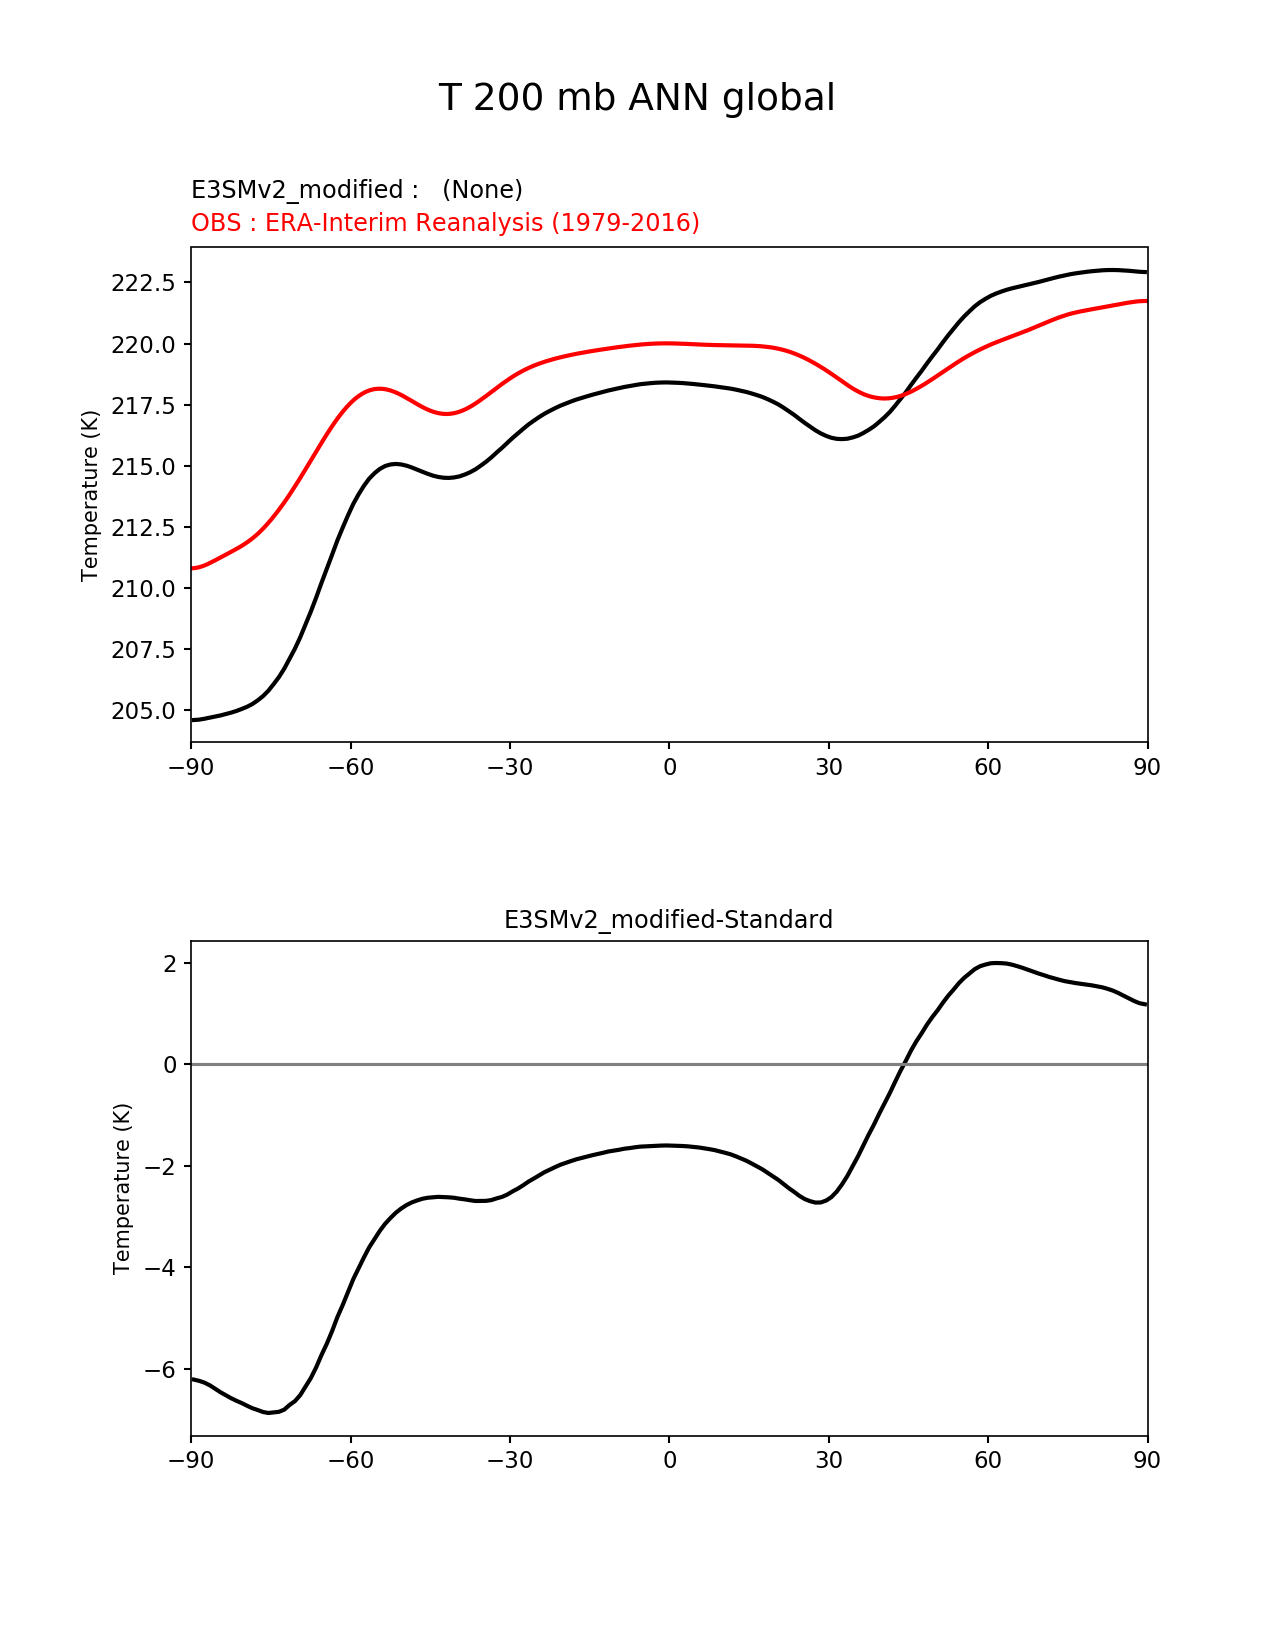 T 200 mb ANN global
E3SMv2_modified :   (None)
OBS : ERA-Interim Reanalysis (1979-2016)
Temperature (K)
222.5
220.0
217.5
215.0
212.5
210.0
207.5
205.0
−90 −60 −30 0 30 60 90
E3SMv2_modified-Standard
Temperature (K)
2
0
−2
−4
−6
−90 −60 −30 0 30 60 90